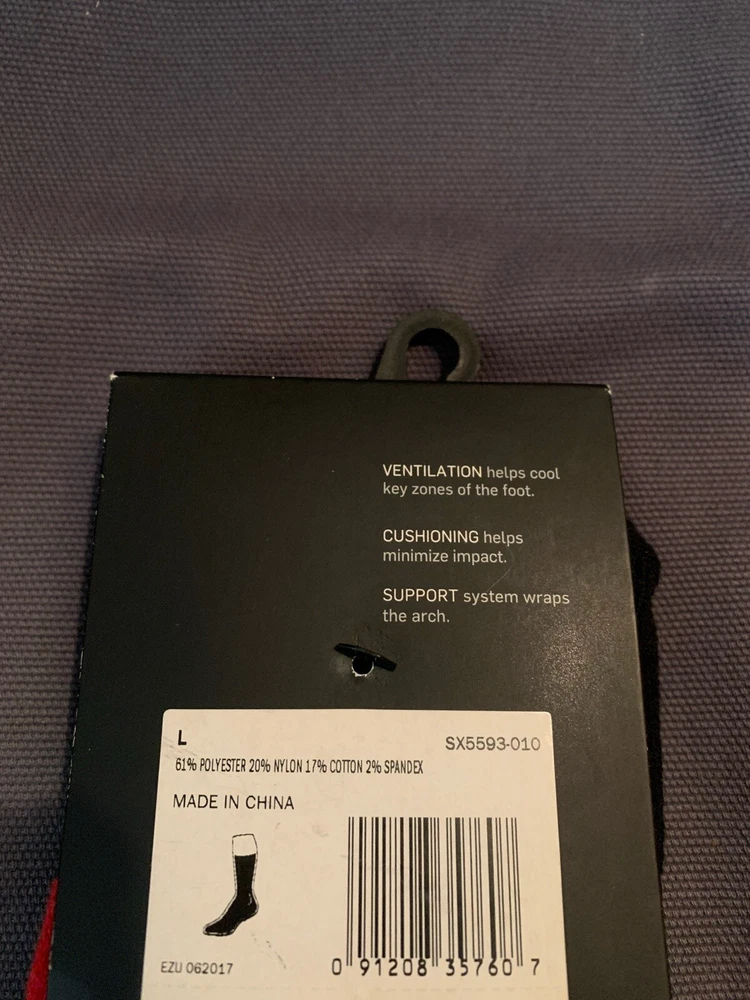 VENTILATION helps cool
key zones of the foot.
CUSHIONING helps
minimize impact.
SUPPORT system wraps
the arch.
L SX5593-010
61% POLYESTER 20% NYLON 17% COTTON 2% SPANDEX
MADE IN CHINA
EZU 062017
0 91208 35760 7